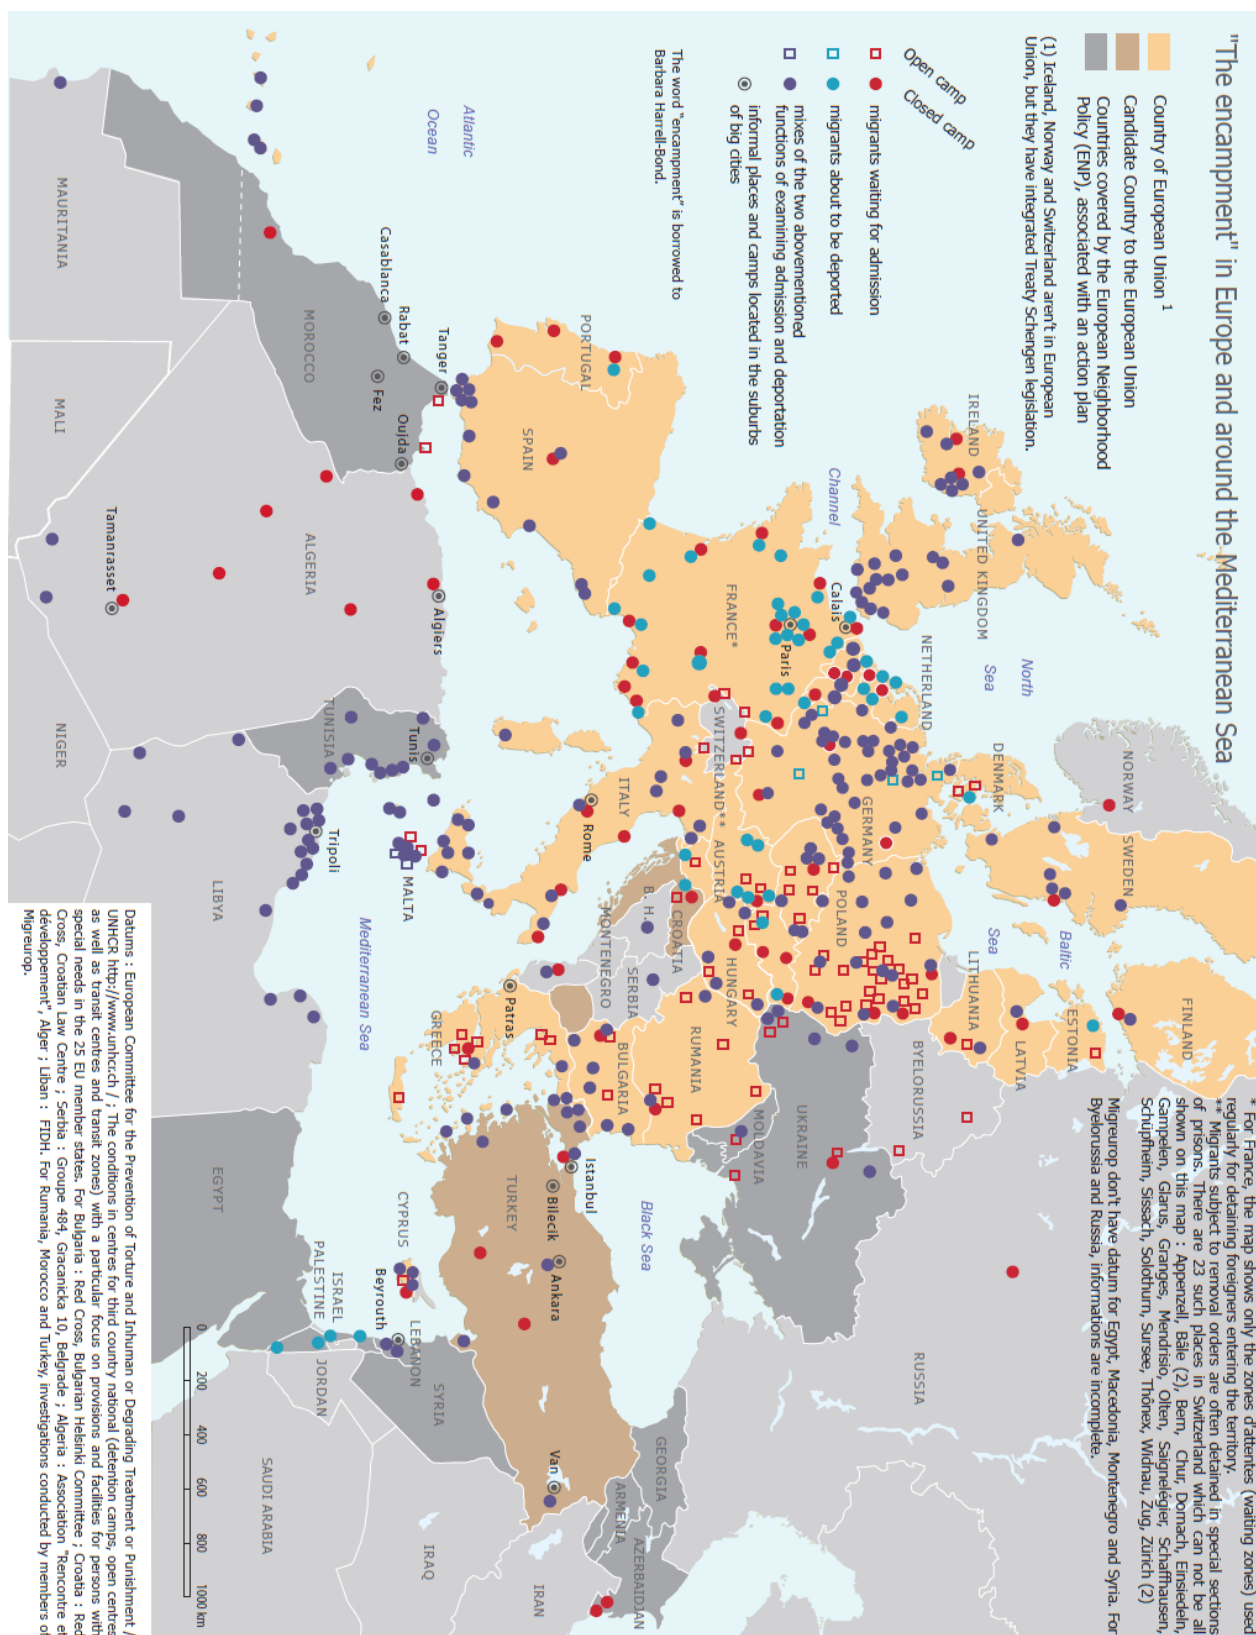 "The encampment" in Europe and around the Mediterranean Sea
Country of European Union 1
Candidate Country to the European Union
Countries covered by the European Neighborhood
Policy (ENP), associated with an action plan
(1) Iceland, Norway and Switzerland aren't in European
Union, but they have integrated Treaty Schengen legislation.
Open camp
Closed camp
migrants waiting for admission
migrants about to be deported
mixes of the two abovementioned
functions of examining admission and deportation
informal places and camps located in the suburbs
of big cities
The word "encampment" is borrowed to
Barbara Harrell-Bond.
* For France, the map shows only the zones d'attentes (waiting zones) used
regularly for detaining foreigners entering the territory.
** Migrants subject to removal orders are often detained in special sections
of prisons. There are 23 such places in Switzerland which can not be all
shown on this map : Appenzell, Bâle (2), Bern, Chur, Dornach, Einsiedeln,
Gampelen, Glarus, Granges, Mendrisio, Olten, Saignelégier, Schaffhausen,
Schüpfheim, Sissach, Solothurn, Sursee, Thônex, Widnau, Zug, Zürich (2)
Migreurop don't have datum for Egypt, Macedonia, Montenegro and Syria. For
Byelorussia and Russia, informations are incomplete.
NORWAY
SWEDEN
FINLAND
ESTONIA
LATVIA
LITHUANIA
BYELORUSSIA
RUSSIA
Baltic
Sea
North
Sea
DENMARK
IRELAND
UNITED KINGDOM
NETHERLAND
GERMANY
POLAND
UKRAINE
MOLDAVIA
Channel
Calais
Paris
FRANCE*
SWITZERLAND**
AUSTRIA
HUNGARY
RUMANIA
CROATIA
B. H.
SERBIA
MONTENEGRO
BULGARIA
Black Sea
GEORGIA
ARMENIA
AZERBAIDJAN
PORTUGAL
SPAIN
ITALY
Rome
Patras
GREECE
Istanbul
Bilecik
Ankara
Van
TURKEY
Atlantic
Ocean
Tanger
Rabat
Casablanca
Fez
Oujda
MOROCCO
Algiers
ALGERIA
Tamanrasset
Tunis
TUNISIA
Tripoli
LIBYA
MALTA
Mediterranean Sea
CYPRUS
Beyrouth
LEBANON
SYRIA
ISRAEL
PALESTINE
JORDAN
EGYPT
IRAQ
IRAN
SAUDI ARABIA
MAURITANIA
MALI
NIGER
0 200 400 600 800 1000 km
Datums : European Committee for the Prevention of Torture and Inhuman or Degrading Treatment or Punishment /
UNHCR http://www.unhcr.ch / ; The conditions in centres for third country national (detention camps, open centres
as well as transit centres and transit zones) with a particular focus on provisions and facilities for persons with
special needs in the 25 EU member states. For Bulgaria : Red Cross, Bulgarian Helsinki Committee ; Croatia : Red
Cross, Croatian Law Centre ; Serbia : Groupe 484, Gracanicka 10, Belgrade ; Algeria : Association "Rencontre et
développement", Alger ; Liban : FIDH. For Rumania, Morocco and Turkey, investigations conducted by members of
Migreurop.